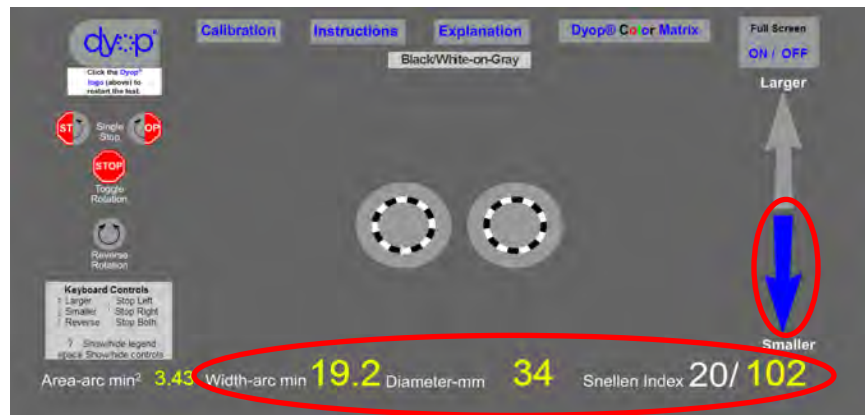 dyop®
Click the Dyop®
logo (above) to
restart the test.
Calibration
Instructions
Explanation
Dyop® Color Matrix
Full Screen
ON / OFF
Black/White-on-Gray
Larger
ST
Single
Stop
OP
STOP
Toggle
Rotation
Reverse
Rotation
Keyboard Controls
↑ Larger Stop Left
↓ Smaller Stop Right
/ Reverse Stop Both
? Show/hide legend
space Show/hide controls
Smaller
Area-arc min² 3.43 Width-arc min 19.2 Diameter-mm 34 Snellen Index 20/ 102